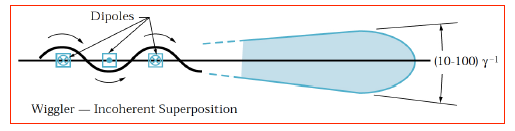 Dipoles
(10-100) γ⁻¹
Wiggler — Incoherent Superposition